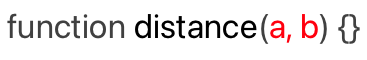 function distance(a, b) {}